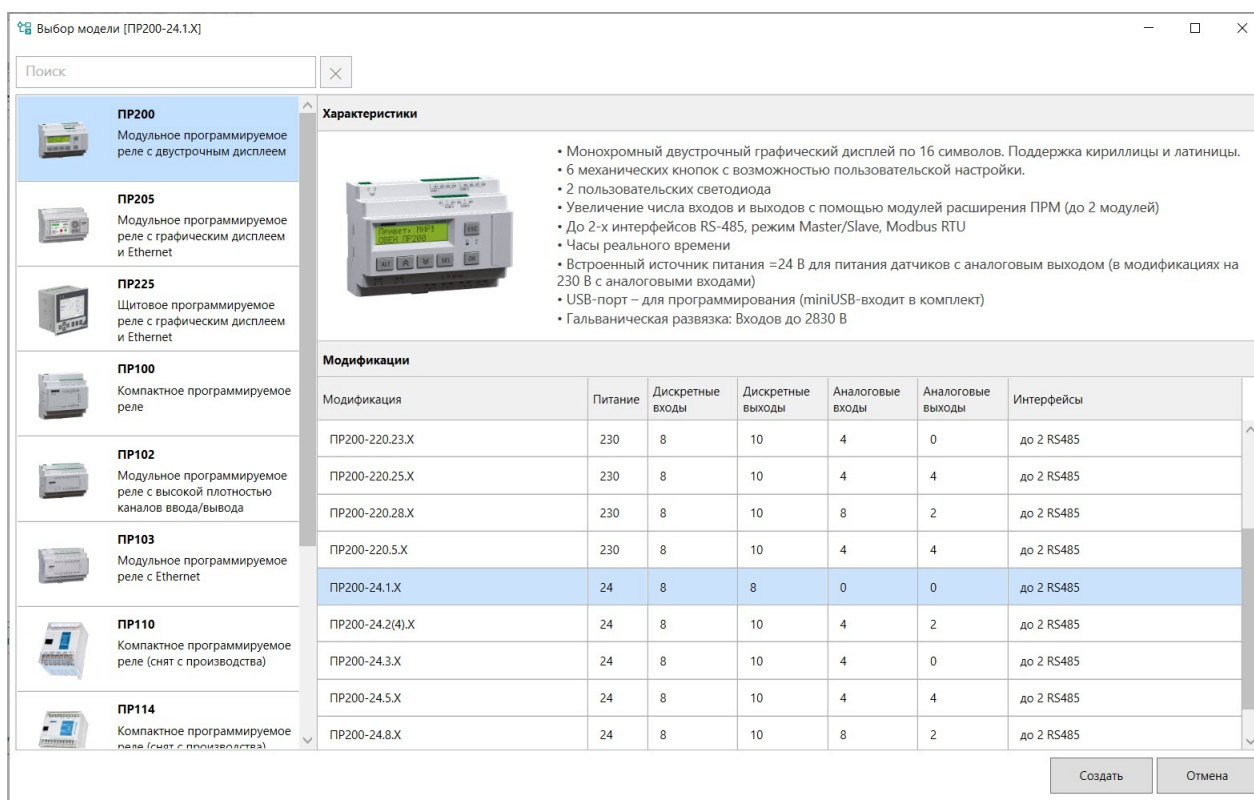 Выбор модели [ПР200-24.1.X]
Поиск
ПР200
Модульное программируемое
реле с двустрочным дисплеем
ПР205
Модульное программируемое
реле с графическим дисплеем
и Ethernet
ПР225
Щитовое программируемое
реле с графическим дисплеем
и Ethernet
ПР100
Компактное программируемое
реле
ПР102
Модульное программируемое
реле с высокой плотностью
каналов ввода/вывода
ПР103
Модульное программируемое
реле с Ethernet
ПР110
Компактное программируемое
реле (снят с производства)
ПР114
Компактное программируемое
реле (снят с производства)
Характеристики
Привет, МИР!
ОВЕН ПР200
ESC
ALT SEL OK
• Монохромный двустрочный графический дисплей по 16 символов. Поддержка кириллицы и латиницы.
• 6 механических кнопок с возможностью пользовательской настройки.
• 2 пользовательских светодиода
• Увеличение числа входов и выходов с помощью модулей расширения ПРМ (до 2 модулей)
• До 2-х интерфейсов RS-485, режим Master/Slave, Modbus RTU
• Часы реального времени
• Встроенный источник питания =24 В для питания датчиков с аналоговым выходом (в модификациях на
230 В с аналоговыми входами)
• USB-порт – для программирования (miniUSB-входит в комплект)
• Гальваническая развязка: Входов до 2830 В
Модификации
Модификация Питание Дискретные входы Дискретные выходы Аналоговые входы Аналоговые выходы Интерфейсы
ПР200-220.23.X 230 8 10 4 0 до 2 RS485
ПР200-220.25.X 230 8 10 4 4 до 2 RS485
ПР200-220.28.X 230 8 10 8 2 до 2 RS485
ПР200-220.5.X 230 8 10 4 4 до 2 RS485
ПР200-24.1.X 24 8 8 0 0 до 2 RS485
ПР200-24.2(4).X 24 8 10 4 2 до 2 RS485
ПР200-24.3.X 24 8 10 4 0 до 2 RS485
ПР200-24.5.X 24 8 10 4 4 до 2 RS485
ПР200-24.8.X 24 8 10 8 2 до 2 RS485
Создать
Отмена